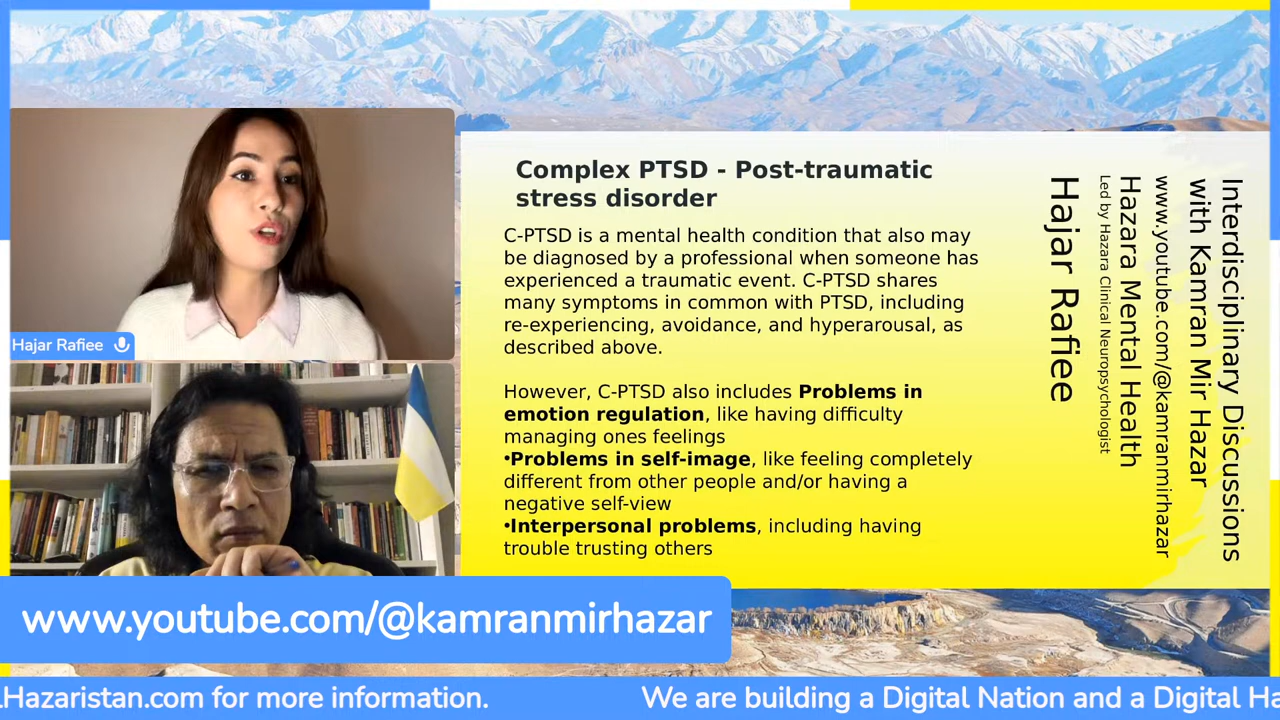 Hajar Rafiee
Complex PTSD - Post-traumatic
stress disorder
C-PTSD is a mental health condition that also may
be diagnosed by a professional when someone has
experienced a traumatic event. C-PTSD shares
many symptoms in common with PTSD, including
re-experiencing, avoidance, and hyperarousal, as
described above.
However, C-PTSD also includes Problems in
emotion regulation, like having difficulty
managing ones feelings
•Problems in self-image, like feeling completely
different from other people and/or having a
negative self-view
•Interpersonal problems, including having
trouble trusting others
Interdisciplinary Discussions
with Kamran Mir Hazar
www.youtube.com/@kamranmirhazar
Hazara Mental Health
Led by Hazara Clinical Neuropsychologist
Hajar Rafiee
www.youtube.com/@kamranmirhazar
.Hazaristan.com for more information.
We are building a Digital Nation and a Digital Ha